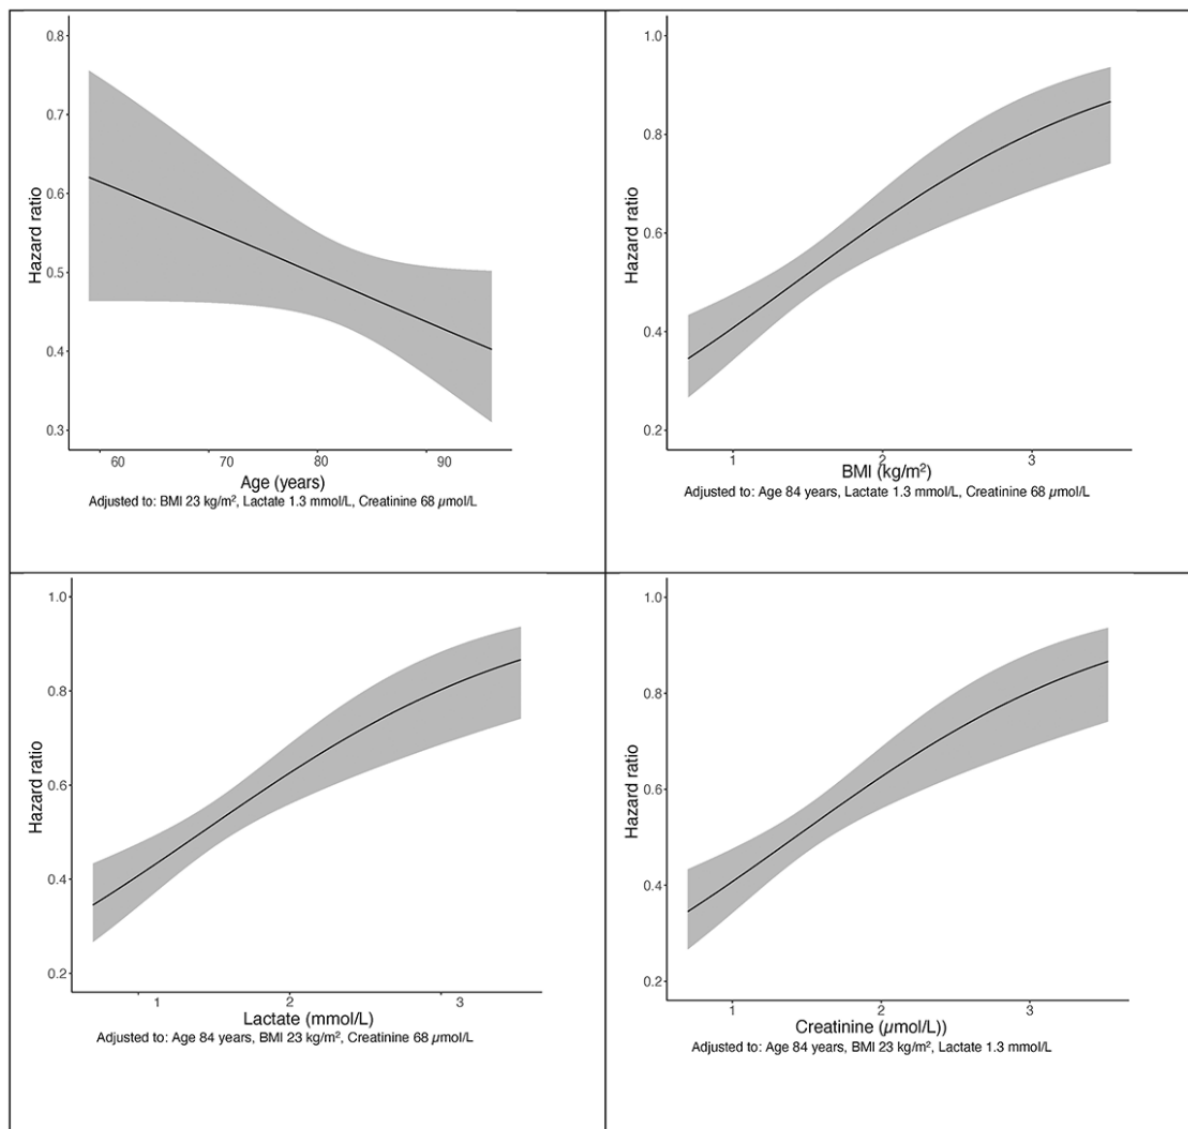 0.8
0.7
0.6
0.5
0.4
0.3
Hazard ratio
60 70 80 90
Age (years)
Adjusted to: BMI 23 kg/m², Lactate 1.3 mmol/L, Creatinine 68 µmol/L
1.0
0.8
0.6
0.4
0.2
Hazard ratio
1 2 3
BMI (kg/m²)
Adjusted to: Age 84 years, Lactate 1.3 mmol/L, Creatinine 68 µmol/L
1.0
0.8
0.6
0.4
0.2
Hazard ratio
1 2 3
Lactate (mmol/L)
Adjusted to: Age 84 years, BMI 23 kg/m², Creatinine 68 µmol/L
1.0
0.8
0.6
0.4
0.2
Hazard ratio
1 2 3
Creatinine (µmol/L))
Adjusted to: Age 84 years, BMI 23 kg/m², Lactate 1.3 mmol/L